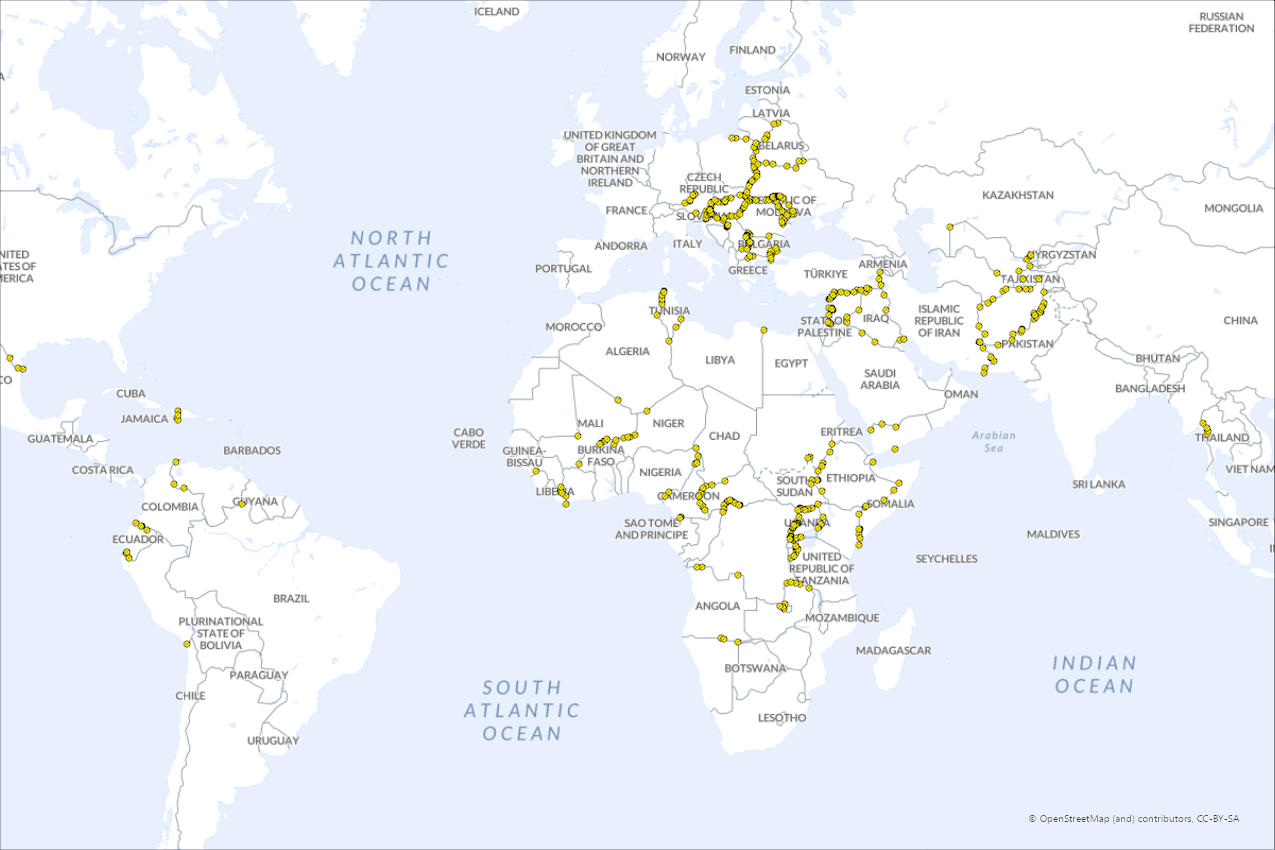 ICELAND
RUSSIAN
FEDERATION
NORWAY
FINLAND
ESTONIA
LATVIA
BELARUS
UNITED KINGDOM
OF GREAT
BRITAIN AND
NORTHERN
IRELAND
CZECH
REPUBLIC
KAZAKHSTAN
MONGOLIA
FRANCE
ANDORRA
ITALY
BULGARIA
GREECE
PORTUGAL
TÜRKIYE
ARMENIA
KYRGYZSTAN
TAJIKISTAN
NORTH
ATLANTIC
OCEAN
UNITED
STATES OF
AMERICA
TUNISIA
MOROCCO
ALGERIA
LIBYA
EGYPT
STATE OF
PALESTINE
IRAQ
ISLAMIC
REPUBLIC
OF IRAN
PAKISTAN
CHINA
SAUDI
ARABIA
OMAN
BHUTAN
BANGLADESH
CUBA
JAMAICA
GUATEMALA
COSTA RICA
BARBADOS
CABO
VERDE
MALI
NIGER
CHAD
ERITREA
Arabian
Sea
THAILAND
VIET NAM
GUINEA-
BISSAU
BURKINA
FASO
NIGERIA
SOUTH
SUDAN
ETHIOPIA
SRI LANKA
LIBERIA
CAMEROON
SOMALIA
COLOMBIA
GUYANA
ECUADOR
SAO TOME
AND PRINCIPE
UGANDA
MALDIVES
SINGAPORE
SEYCHELLES
UNITED
REPUBLIC OF
TANZANIA
BRAZIL
ANGOLA
MOZAMBIQUE
PLURINATIONAL
STATE OF
BOLIVIA
MADAGASCAR
BOTSWANA
PARAGUAY
CHILE
URUGUAY
LESOTHO
SOUTH
ATLANTIC
OCEAN
INDIAN
OCEAN
© OpenStreetMap (and) contributors, CC-BY-SA